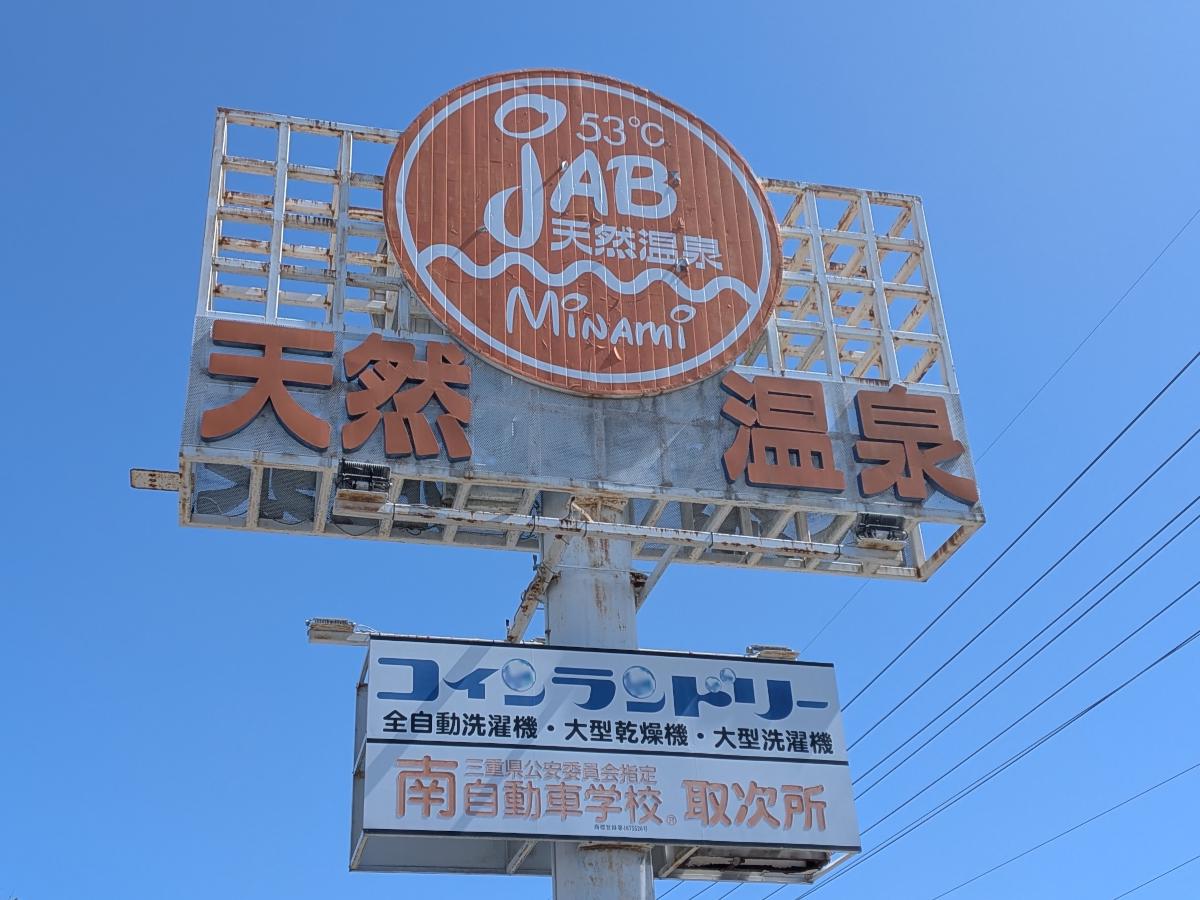 53℃
JAB
天然温泉
Minami
天然 温泉
コインランドリー
全自動洗濯機・大型乾燥機・大型洗濯機
三重県公安委員会指定
南自動車学校® 取次所